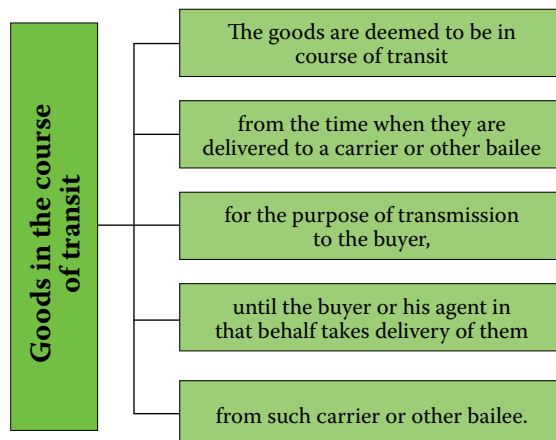 Goods in the course
of transit
The goods are deemed to be in
course of transit
from the time when they are
delivered to a carrier or other bailee
for the purpose of transmission
to the buyer,
until the buyer or his agent in
that behalf takes delivery of them
from such carrier or other bailee.